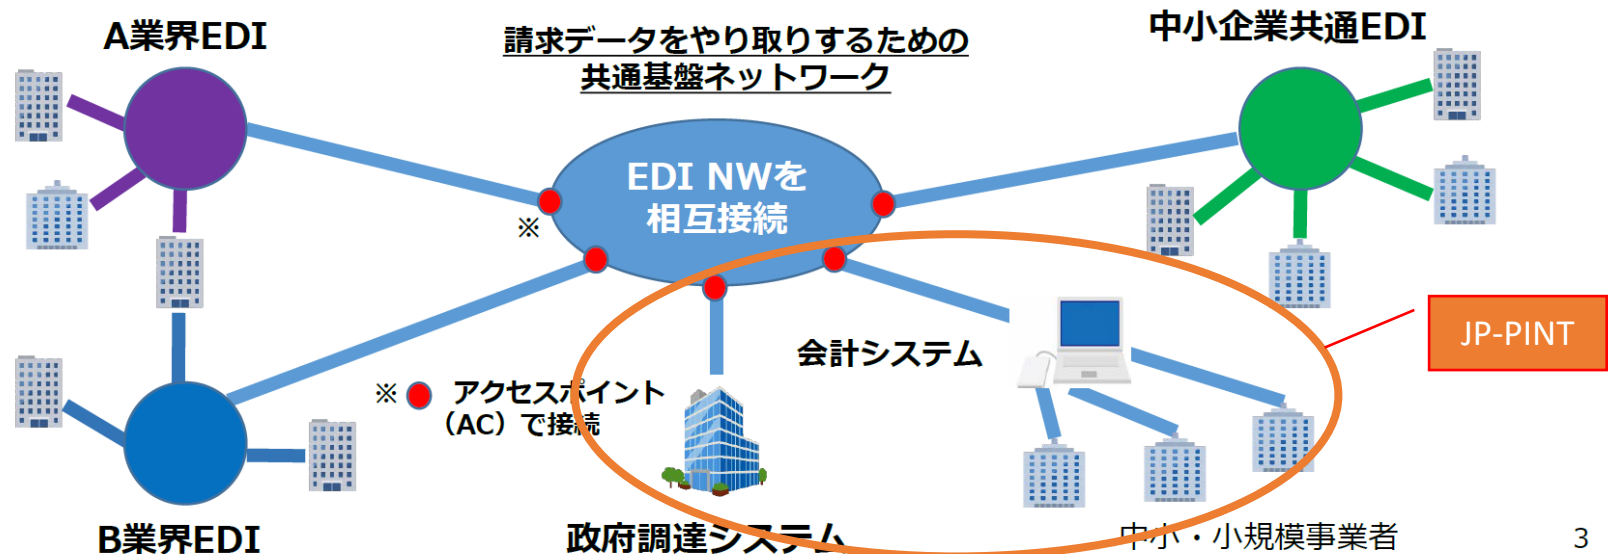 A業界EDI
請求データをやり取りするための
共通基盤ネットワーク
中小企業共通EDI
EDI NWを
相互接続
※
JP-PINT
会計システム
※ アクセスポイント
（AC）で接続
B業界EDI
政府調達システム
中小・小規模事業者
3